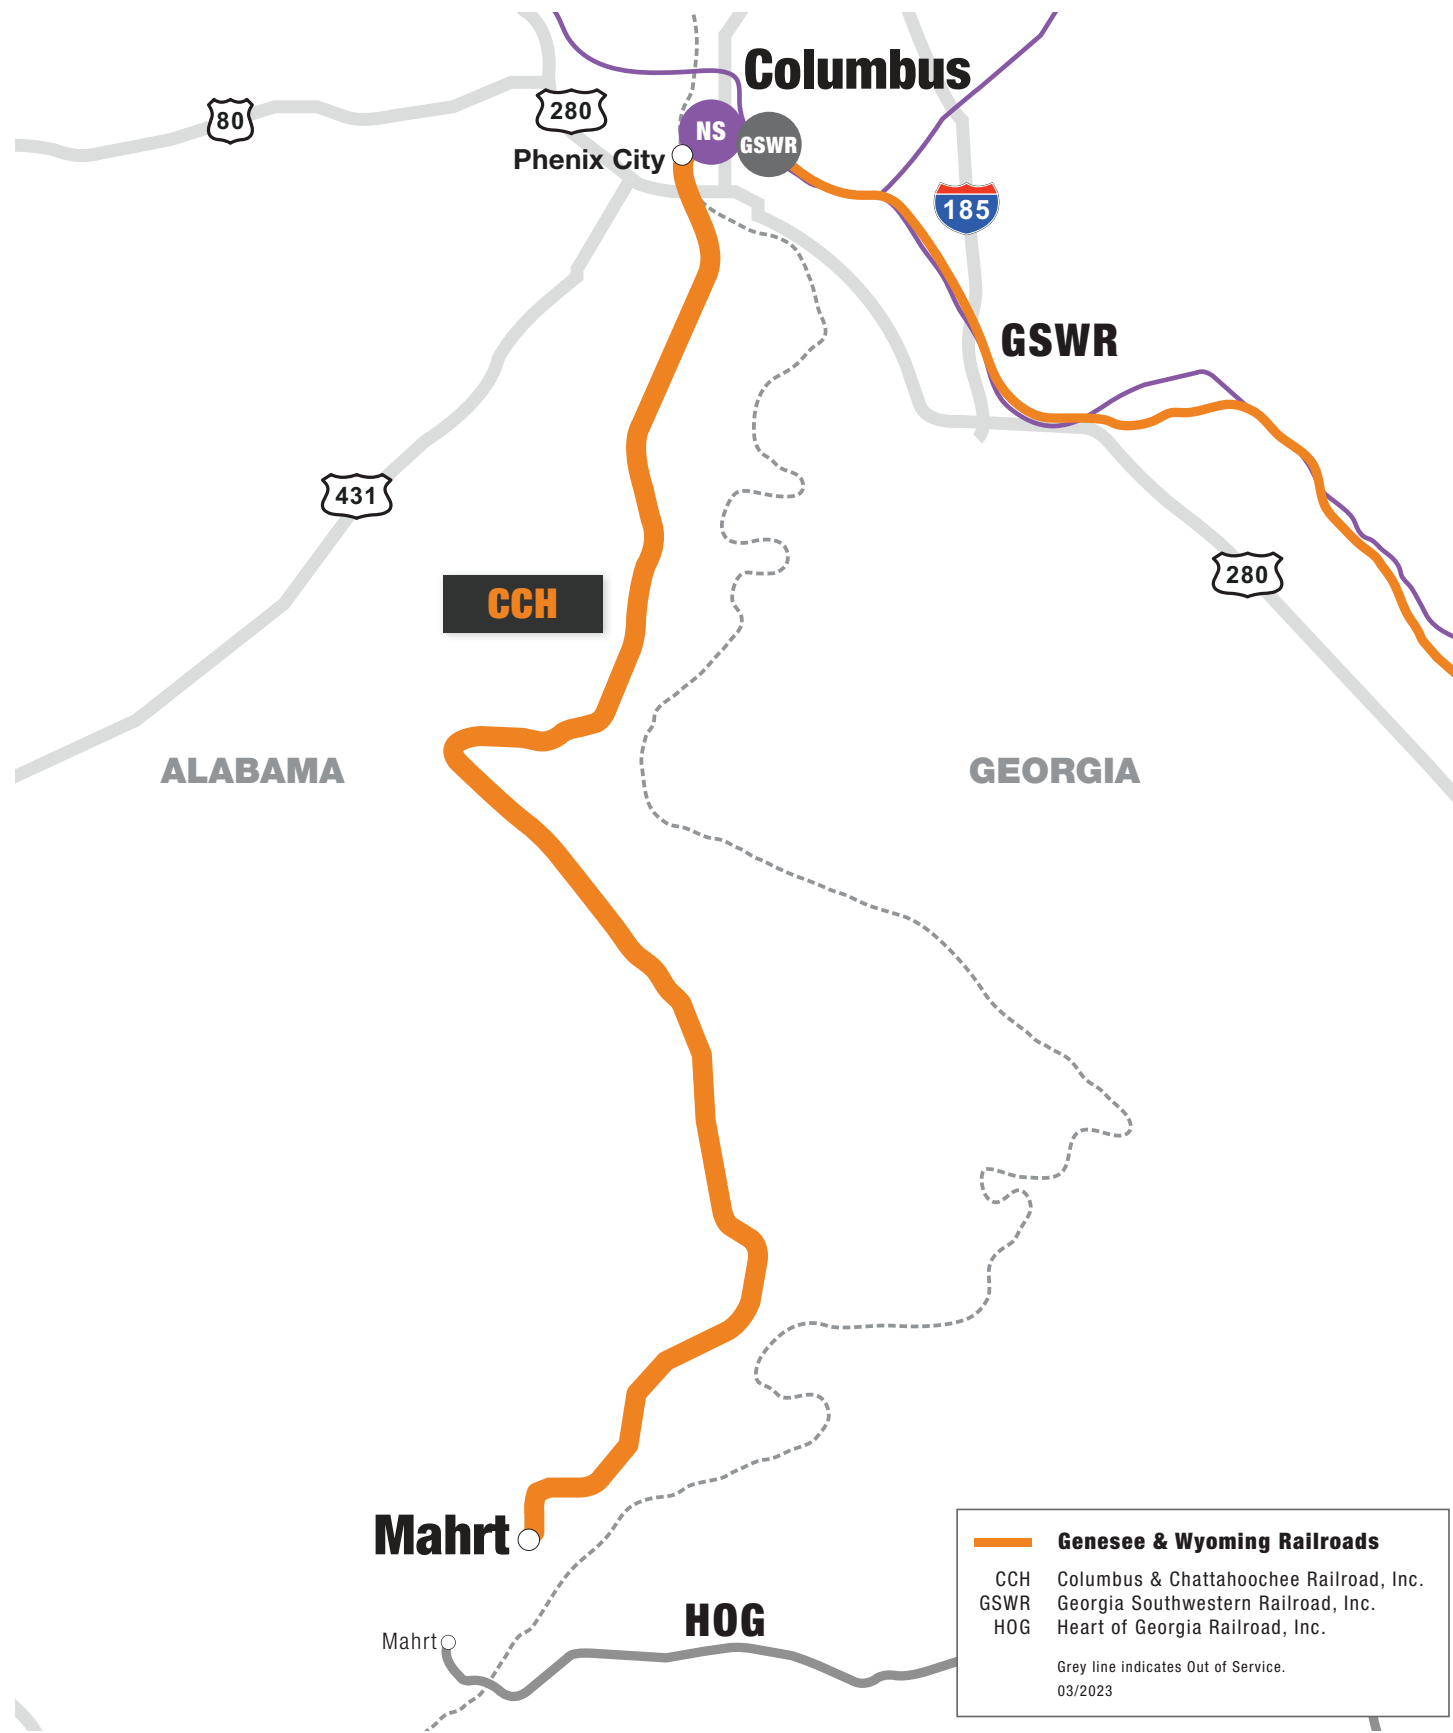 Columbus
80
280
NS
GSWR
Phenix City
185
GSWR
431
280
CCH
ALABAMA
GEORGIA
Mahrt
HOG
Mahrt
Genesee & Wyoming Railroads
CCH Columbus & Chattahoochee Railroad, Inc.
GSWR Georgia Southwestern Railroad, Inc.
HOG Heart of Georgia Railroad, Inc.
Grey line indicates Out of Service.
03/2023